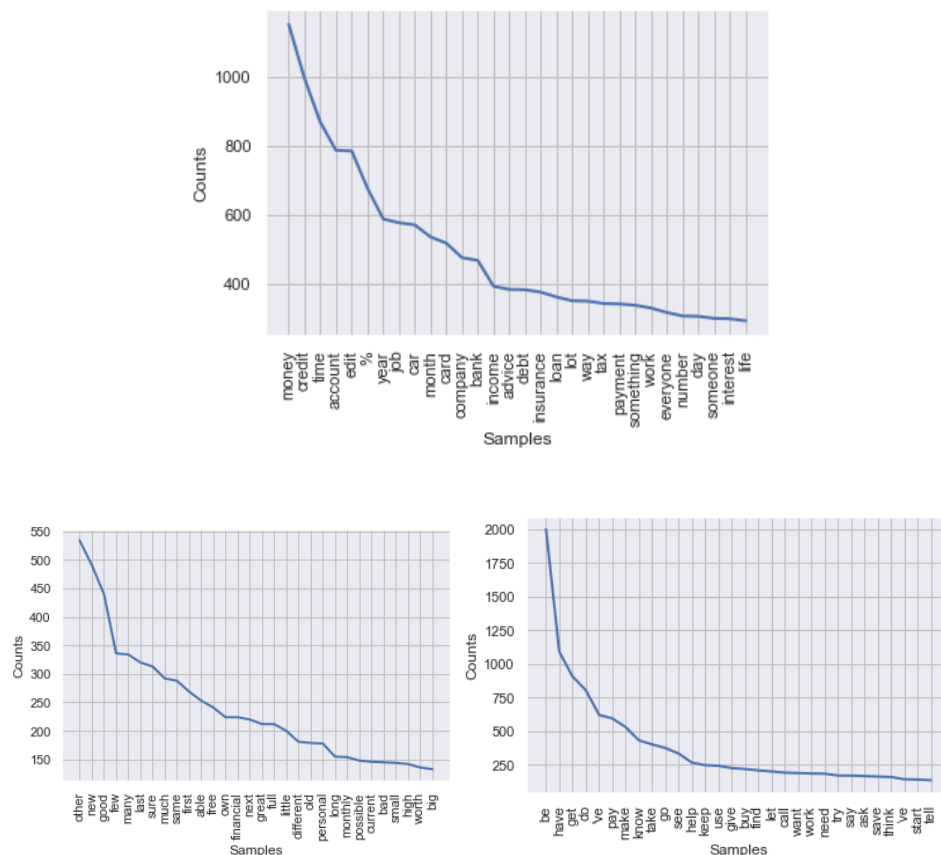 1000
800
600
400
Counts
money
credit
time
account
edit
%
year
job
car
month
card
company
bank
income
advice
debt
insurance
loan
lot
way
tax
payment
something
work
everyone
number
day
someone
interest
life
Samples
550
500
450
400
350
300
250
200
150
Counts
other
new
good
few
many
last
sure
much
same
first
able
free
own
financial
next
great
full
little
different
old
personal
long
monthly
possible
current
bad
small
high
worth
big
Samples
2000
1750
1500
1250
1000
750
500
250
Counts
be
have
get
do
've
pay
make
know
take
go
see
help
keep
use
give
buy
find
let
call
want
work
need
try
say
ask
save
think
've
start
tell
Samples